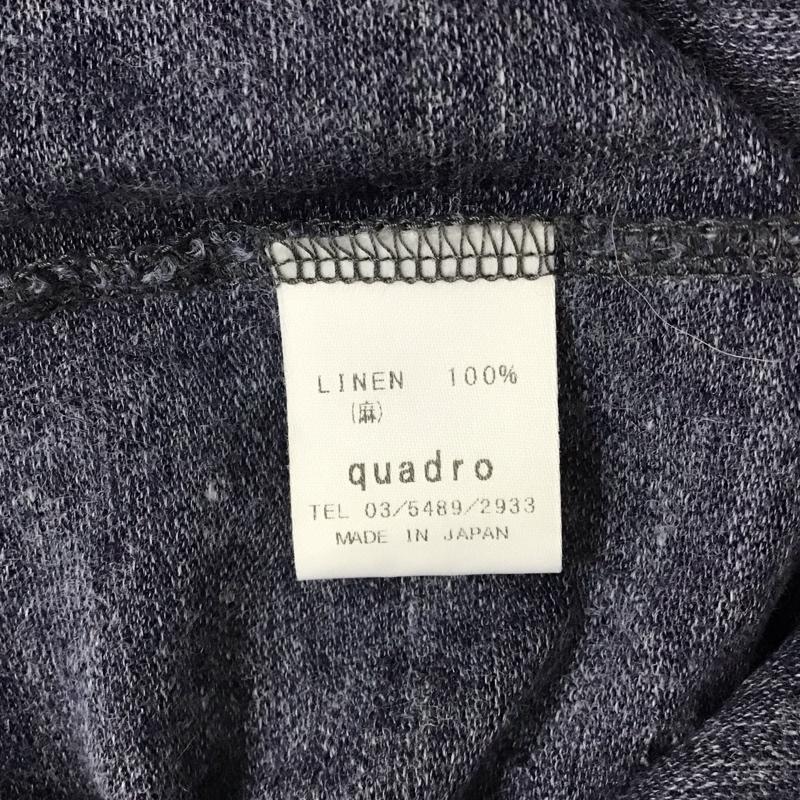 LINEN 100%
(麻)
quadro
TEL 03/5489/2933
MADE IN JAPAN